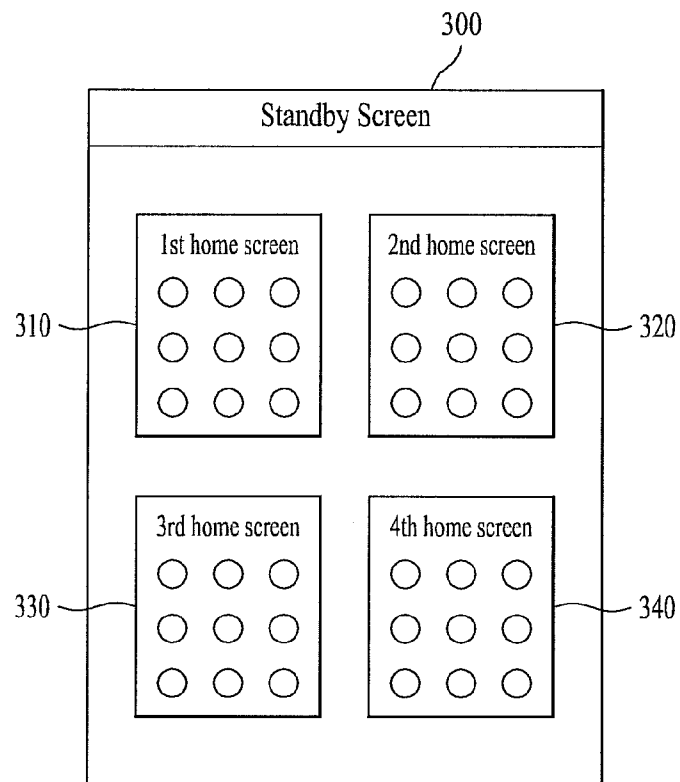 300
Standby Screen
1st home screen
2nd home screen
310
320
3rd home screen
4th home screen
330
340